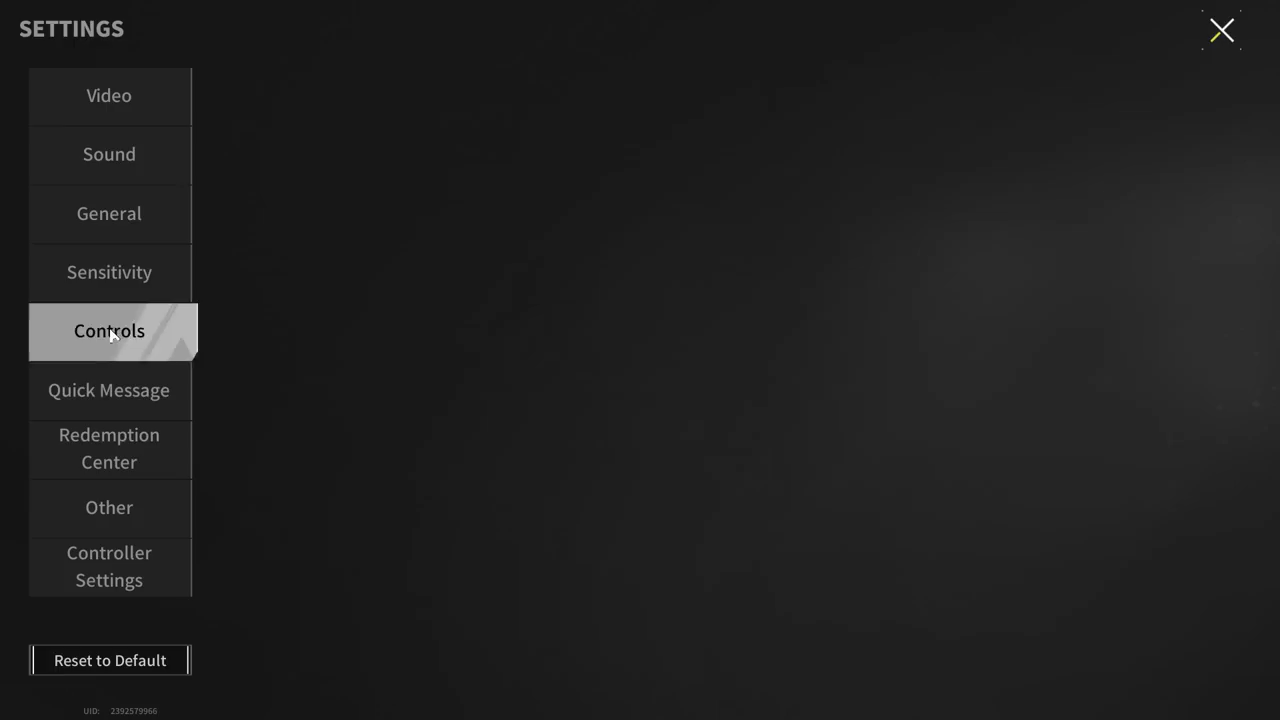 SETTINGS
Video
Sound
General
Sensitivity
Controls
Quick Message
Redemption
Center
Other
Controller
Settings
Reset to Default
UID: 2392579966